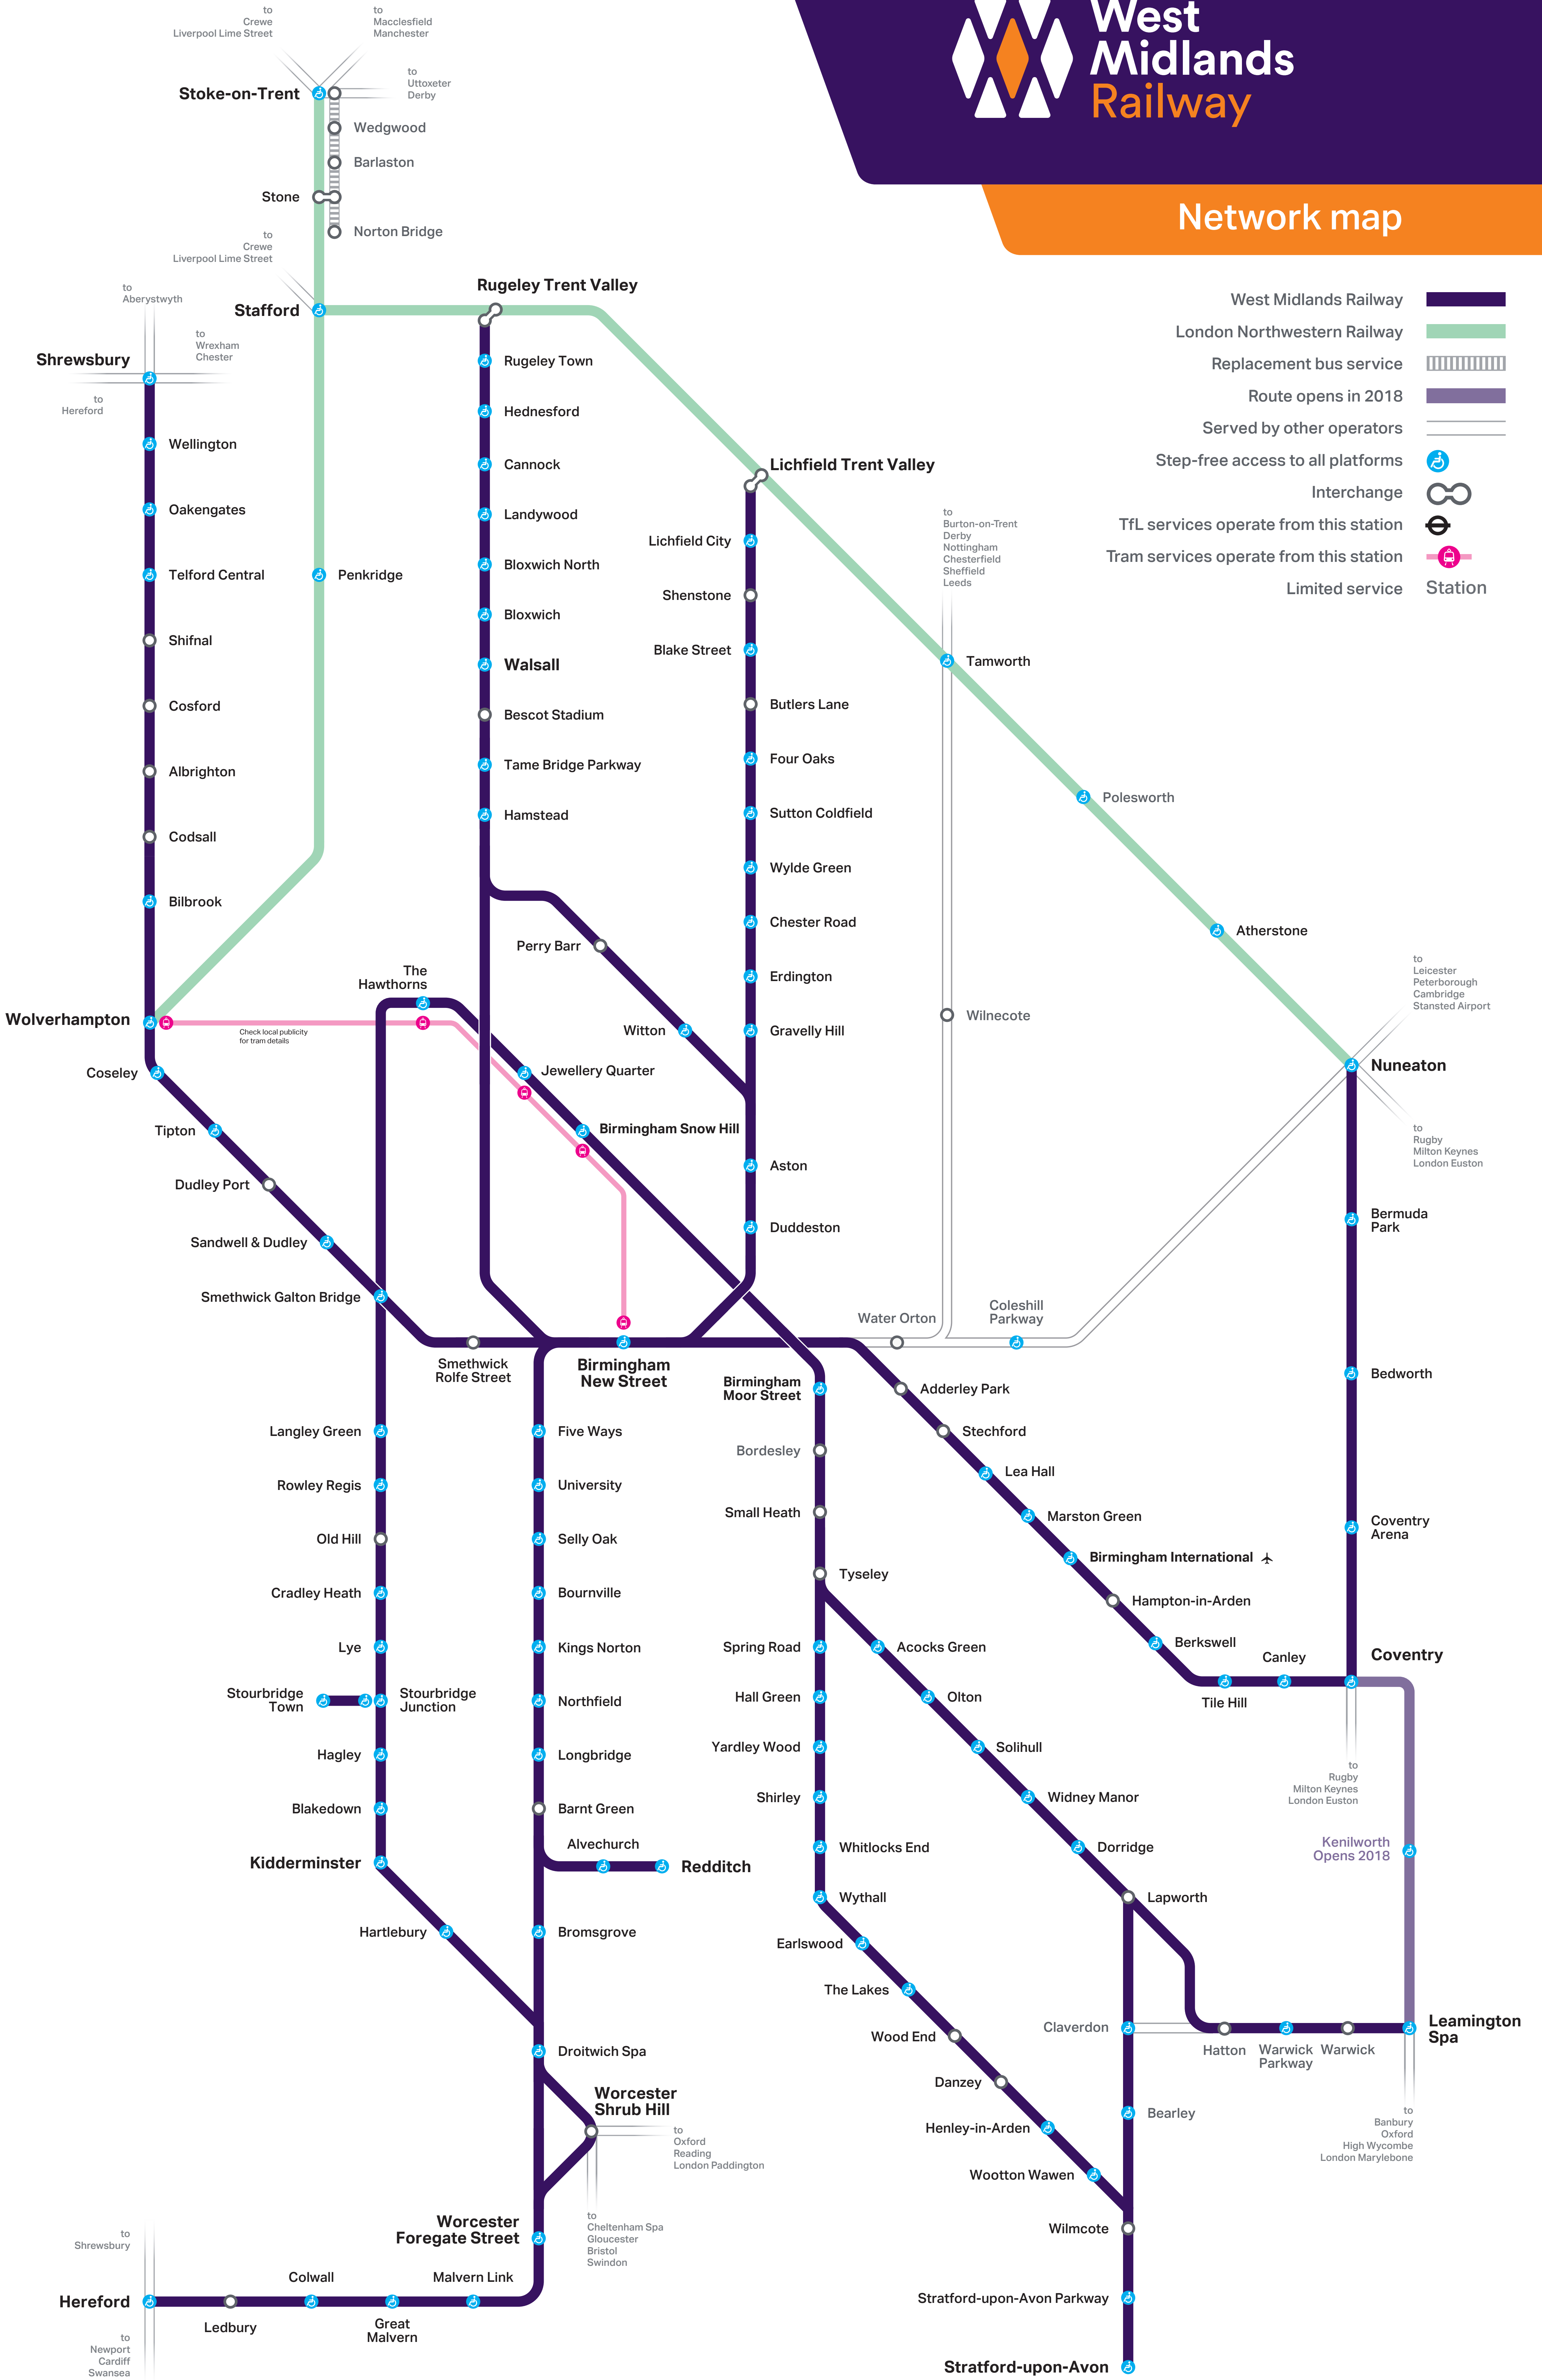 to
Crewe
Liverpool Lime Street
to
Macclesfield
Manchester
to
Uttoxeter
Derby
Stoke-on-Trent
Wedgwood
Barlaston
Stone
Norton Bridge
to
Crewe
Liverpool Lime Street
Stafford
West
Midlands
Railway
Network map
West Midlands Railway
London Northwestern Railway
Replacement bus service
Route opens in 2018
Served by other operators
Step-free access to all platforms
Interchange
TfL services operate from this station
Tram services operate from this station
Limited service
Station
to
Aberystwyth
to
Wrexham
Chester
Shrewsbury
to
Hereford
Wellington
Oakengates
Telford Central
Shifnal
Cosford
Albrighton
Codsall
Bilbrook
Wolverhampton
Penkridge
Check local publicity
for tram details
Rugeley Trent Valley
Rugeley Town
Hednesford
Cannock
Landywood
Bloxwich North
Bloxwich
Walsall
Bescot Stadium
Tame Bridge Parkway
Hamstead
Perry Barr
Witton
Lichfield Trent Valley
Lichfield City
Shenstone
Blake Street
Butlers Lane
Four Oaks
Sutton Coldfield
Wylde Green
Chester Road
Erdington
Gravelly Hill
Aston
Duddeston
to
Burton-on-Trent
Derby
Nottingham
Chesterfield
Sheffield
Leeds
Tamworth
Polesworth
Atherstone
Wilnecote
to
Leicester
Peterborough
Cambridge
Stansted Airport
Nuneaton
to
Rugby
Milton Keynes
London Euston
Bermuda
Park
Bedworth
Coventry
Arena
Coventry
The
Hawthorns
Jewellery Quarter
Birmingham Snow Hill
Coseley
Tipton
Dudley Port
Sandwell & Dudley
Smethwick Galton Bridge
Smethwick
Rolfe Street
Birmingham
New Street
Water Orton
Coleshill
Parkway
Birmingham
Moor Street
Adderley Park
Stechford
Lea Hall
Marston Green
Birmingham International
Hampton-in-Arden
Berkswell
Tile Hill
Canley
to
Rugby
Milton Keynes
London Euston
Kenilworth
Opens 2018
Leamington
Spa
to
Banbury
Oxford
High Wycombe
London Marylebone
Langley Green
Rowley Regis
Old Hill
Cradley Heath
Lye
Stourbridge
Town
Stourbridge
Junction
Hagley
Blakedown
Kidderminster
Hartlebury
Five Ways
University
Selly Oak
Bournville
Kings Norton
Northfield
Longbridge
Barnt Green
Alvechurch
Redditch
Bromsgrove
Droitwich Spa
Worcester
Shrub Hill
to
Oxford
Reading
London Paddington
to
Cheltenham Spa
Gloucester
Bristol
Swindon
Worcester
Foregate Street
Malvern Link
Great
Malvern
Colwall
Ledbury
Hereford
to
Shrewsbury
to
Newport
Cardiff
Swansea
Bordesley
Small Heath
Tyseley
Spring Road
Hall Green
Yardley Wood
Shirley
Whitlocks End
Wythall
Earlswood
The Lakes
Wood End
Danzey
Henley-in-Arden
Wootton Wawen
Acocks Green
Olton
Solihull
Widney Manor
Dorridge
Lapworth
Claverdon
Hatton
Warwick
Parkway
Warwick
Bearley
Wilmcote
Stratford-upon-Avon Parkway
Stratford-upon-Avon